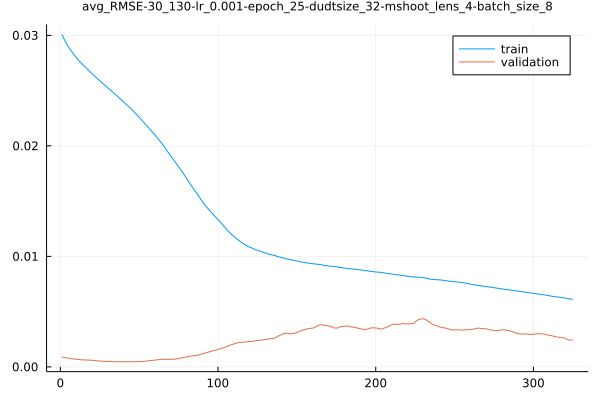 avg_RMSE-30_130-lr_0.001-epoch_25-dudtsize_32-mshoot_lens_4-batch_size_8
0.03
train
validation
0.02
0.01
0.00
0 100 200 300